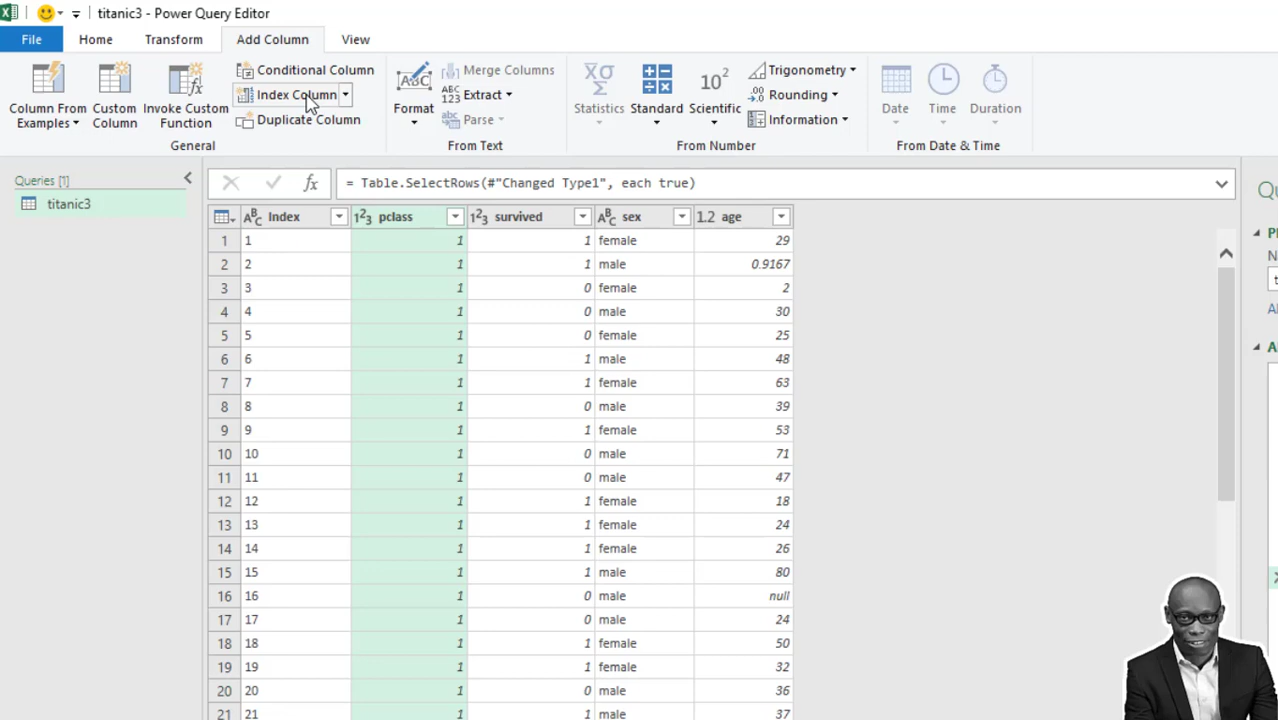 titanic3 - Power Query Editor
File Home Transform Add Column View
Column From Examples
Custom Column
Invoke Custom Function
Conditional Column
Index Column
Duplicate Column
General
Format
ABC
Merge Columns
ABC 123 Extract
abc Parse
From Text
Statistics
Standard
10² Scientific
Trigonometry
.00 Rounding
Information
From Number
Date
Time
Duration
From Date & Time
Queries [1]
titanic3
fx = Table.SelectRows(#"Changed Type1", each true)
Index pclass survived sex 1.2 age
1 1 1 1 female 29
2 2 1 1 male 0.9167
3 3 1 0 female 2
4 4 1 0 male 30
5 5 1 0 female 25
6 6 1 1 male 48
7 7 1 1 female 63
8 8 1 0 male 39
9 9 1 1 female 53
10 10 1 0 male 71
11 11 1 0 male 47
12 12 1 1 female 18
13 13 1 1 female 24
14 14 1 1 female 26
15 15 1 1 male 80
16 16 1 0 male null
17 17 1 0 male 24
18 18 1 1 female 50
19 19 1 1 female 32
20 20 1 0 male 36
21 21 1 1 male 37